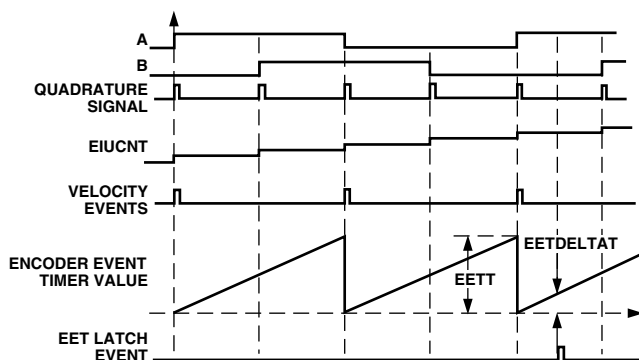 A
B
QUADRATURE
SIGNAL
EIUCNT
VELOCITY
EVENTS
EETDELTAT
ENCODER EVENT
TIMER VALUE
EETT
EET LATCH
EVENT